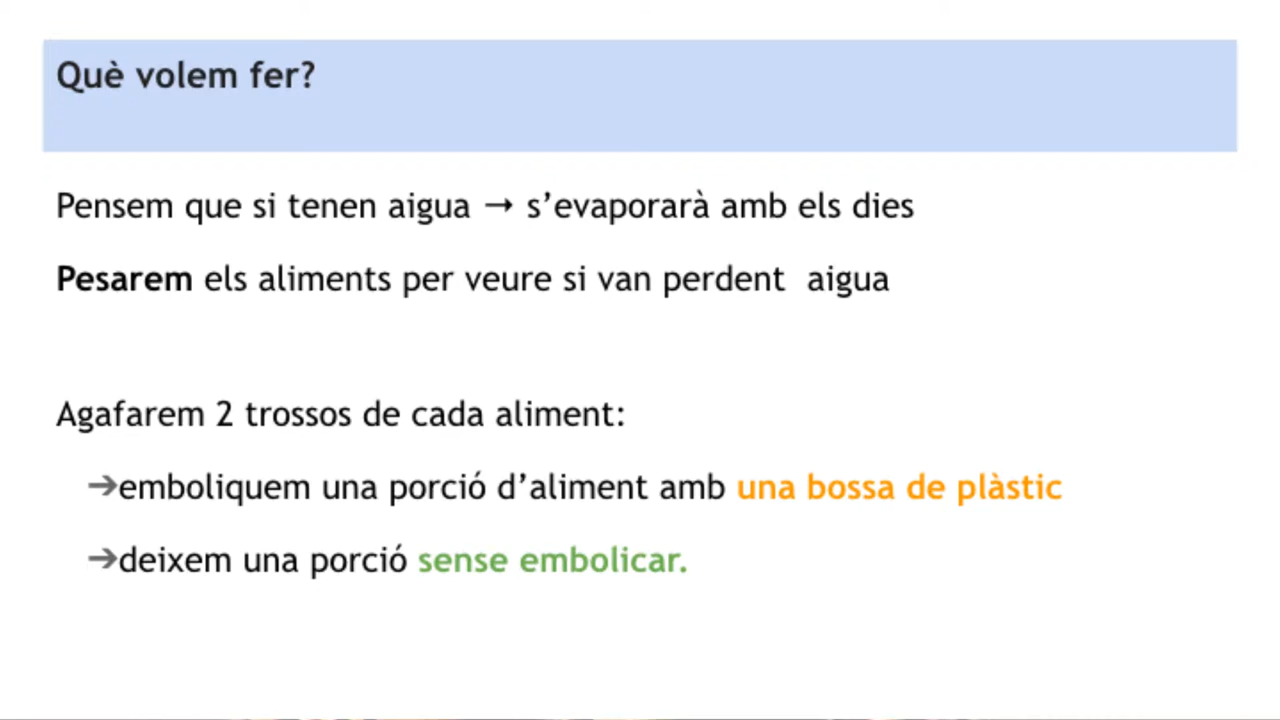 Què volem fer?
Pensem que si tenen aigua → s’evaporarà amb els dies
Pesarem els aliments per veure si van perdent  aigua
Agafarem 2 trossos de cada aliment:
➔emboliquem una porció d’aliment amb una bossa de plàstic
➔deixem una porció sense embolicar.